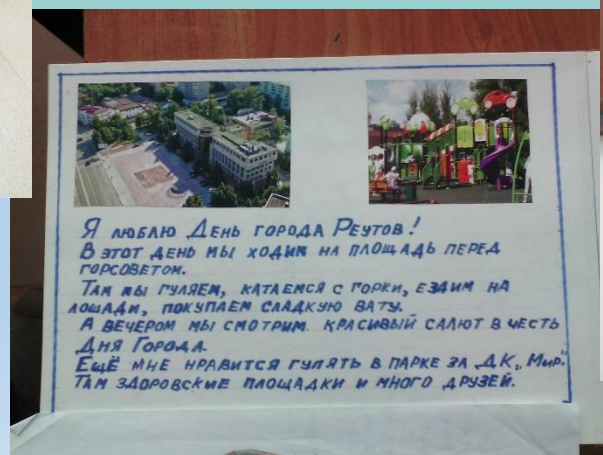 Я люблю День города Реутов!
В этот день мы ходим на площадь перед
горсоветом.
Там мы гуляем, катаемся с горки, ездим на
лошади, покупаем сладкую вату.
А вечером мы смотрим красивый салют в честь
Дня Города.
Ещё мне нравится гулять в парке за ДК „Мир".
Там здоровские площадки и много друзей.